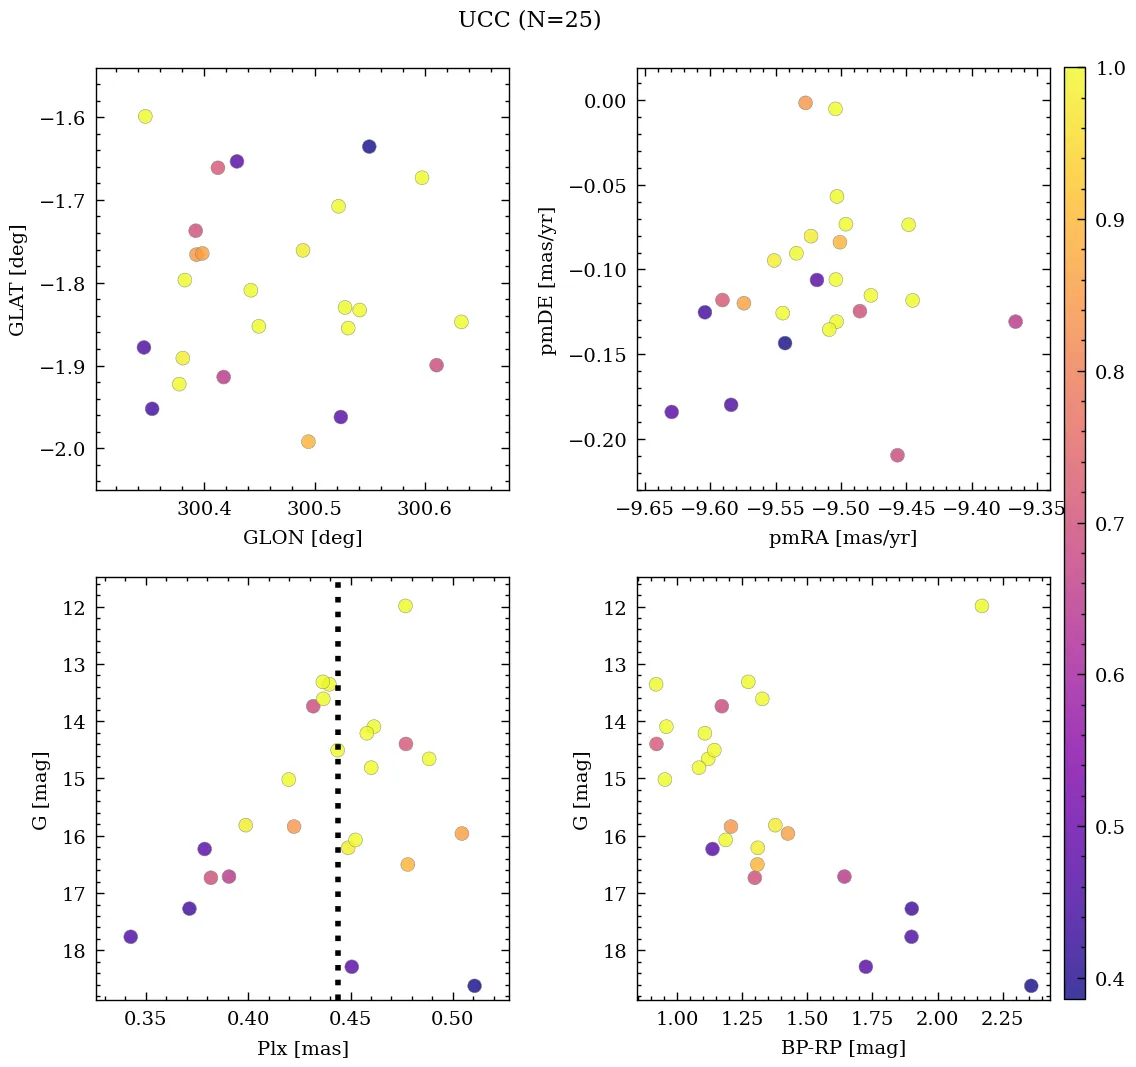 UCC (N=25)
−1.6
−1.7
−1.8
−1.9
−2.0
GLAT [deg]
300.4 300.5 300.6
GLON [deg]
0.00
−0.05
−0.10
−0.15
−0.20
pmDE [mas/yr]
−9.65 −9.60 −9.55 −9.50 −9.45 −9.40 −9.35
pmRA [mas/yr]
12
13
14
15
16
17
18
G [mag]
0.35 0.40 0.45 0.50
Plx [mas]
12
13
14
15
16
17
18
G [mag]
1.00 1.25 1.50 1.75 2.00 2.25
BP-RP [mag]
1.0
0.9
0.8
0.7
0.6
0.5
0.4